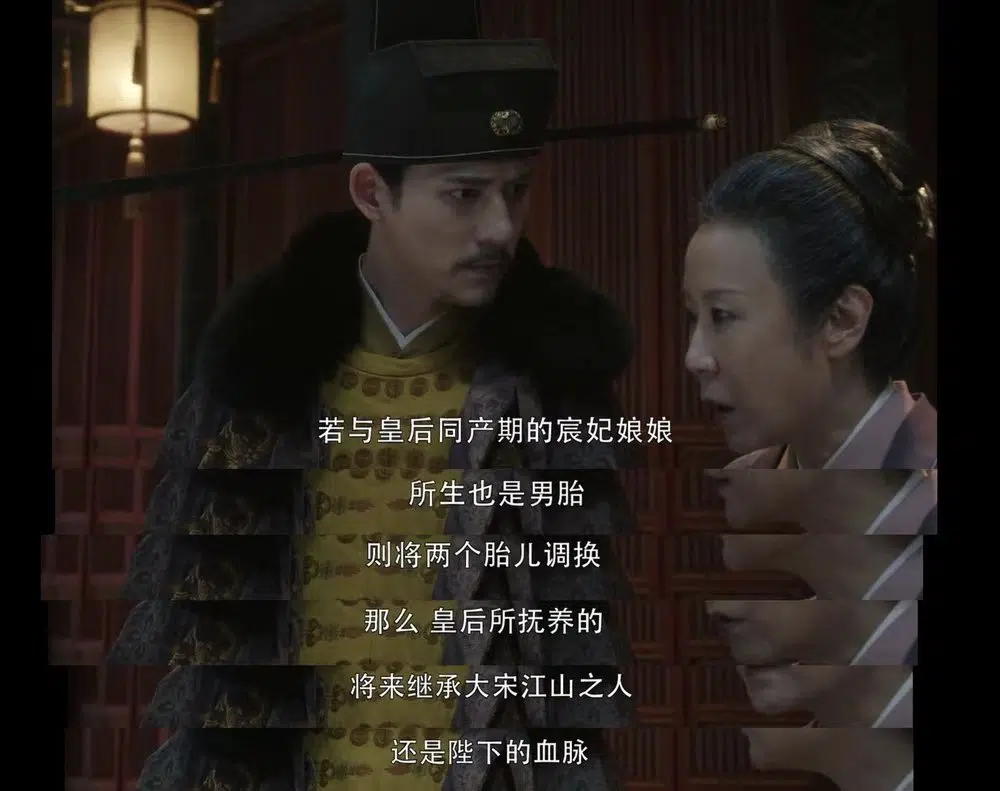 若与皇后同产期的宸妃娘娘
所生也是男胎
则将两个胎儿调换
那么 皇后所抚养的
将来继承大宋江山之人
还是陛下的血脉